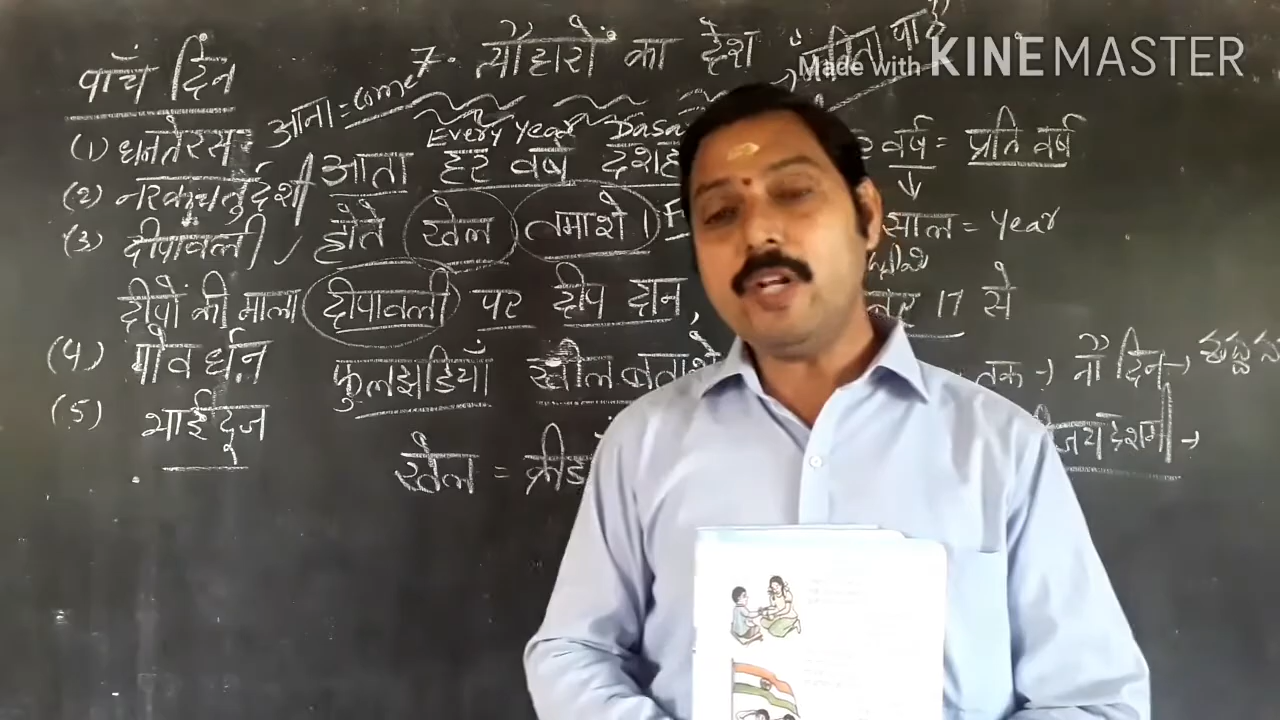 7. त्यौहारों का देश
Made with KINEMASTER
पाँच दिन
आना = come
(1) धनतेरस
Every Year Dasa
आता हर वर्ष दशह
वर्ष = प्रति वर्ष
(2) नरकचतुर्दशी
(3) दीपावली
होते खेल तमाशे।
साल = year
दीपों की माला
दीपावली पर दीप दान,
17 से
(4) गोवर्धन
फुलझडियाँ खील बताशे
तक → नौ दिन →
(5) भाईदूज
खेल = क्रीड